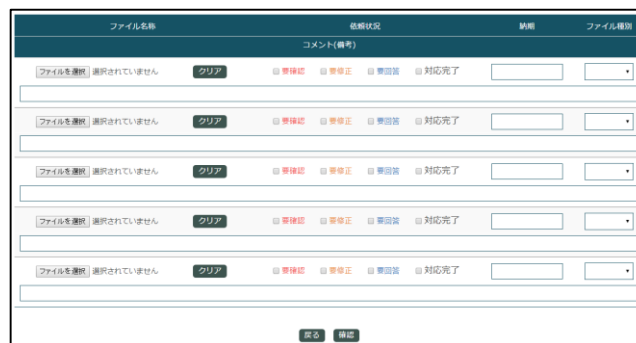 ファイル名称 依頼状況 納期 ファイル種別
コメント(備考)
ファイルを選択 選択されていません クリア 要確認 要修正 要回答 対応完了
ファイルを選択 選択されていません クリア 要確認 要修正 要回答 対応完了
ファイルを選択 選択されていません クリア 要確認 要修正 要回答 対応完了
ファイルを選択 選択されていません クリア 要確認 要修正 要回答 対応完了
ファイルを選択 選択されていません クリア 要確認 要修正 要回答 対応完了
戻る 確認